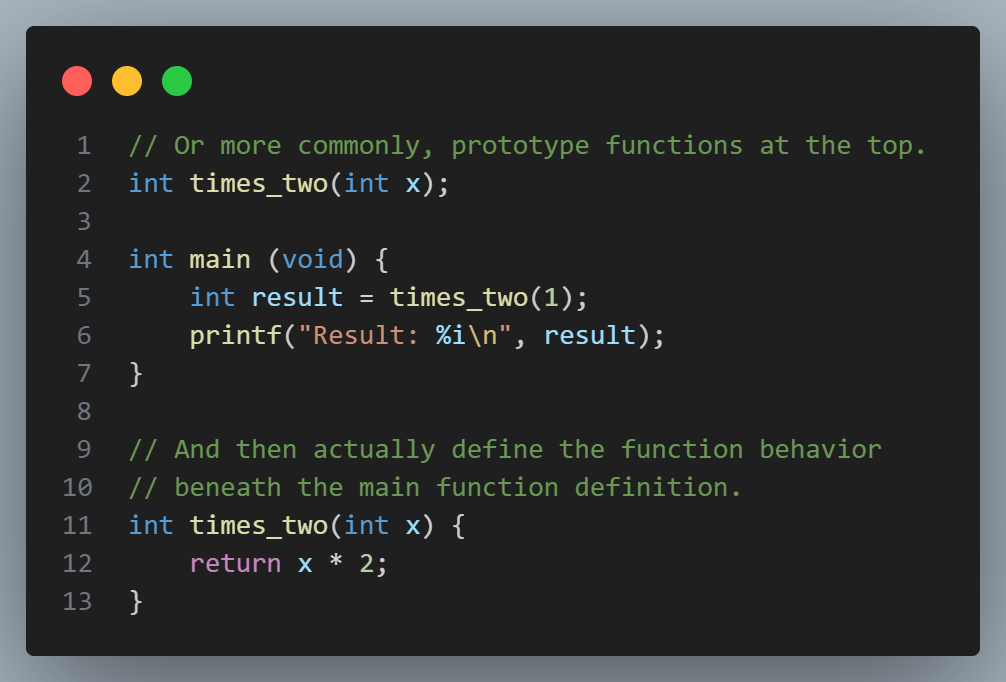 1 // Or more commonly, prototype functions at the top.
2 int times_two(int x);
3
4 int main (void) {
5     int result = times_two(1);
6     printf("Result: %i\n", result);
7 }
8
9 // And then actually define the function behavior
10 // beneath the main function definition.
11 int times_two(int x) {
12     return x * 2;
13 }